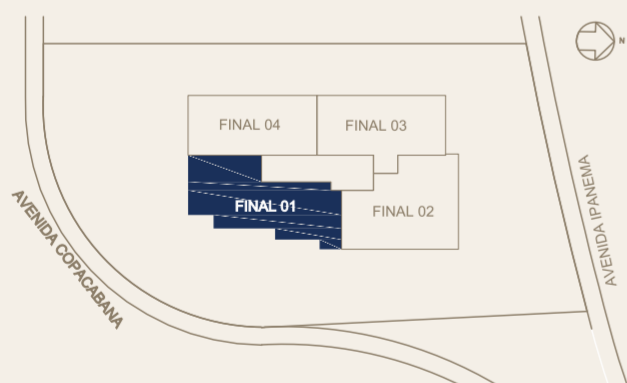 N
FINAL 04
FINAL 03
FINAL 01
FINAL 02
AVENIDA COPACABANA
AVENIDA IPANEMA